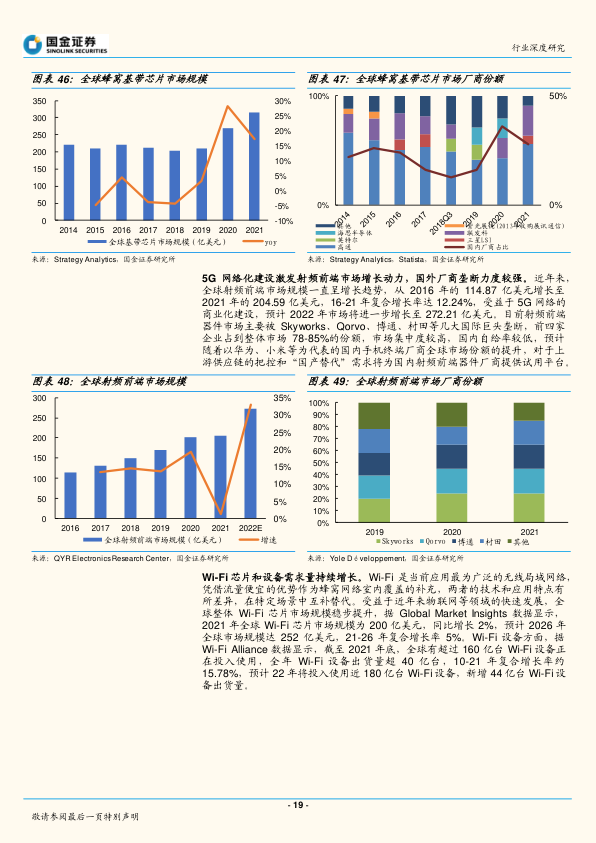 国金证券
SINOLINK SECURITIES
行业深度研究
图表 46：全球蜂窝基带芯片市场规模
350
300
250
200
150
100
50
0
30%
25%
20%
15%
10%
5%
0%
-5%
-10%
2014 2015 2016 2017 2018 2019 2020 2021
全球基带芯片市场规模（亿美元） yoy
来源：Strategy Analytics，国金证券研究所
图表 47：全球蜂窝基带芯片市场厂商份额
100%
0%
50%
0%
2014 2015 2016 2017 2018Q3 2019 2020 2021
其他
海思半导体 联发科
英特尔 三星LSI
高通 国内厂商占比
来源：Strategy Analytics，Statista，国金证券研究所
5G 网络化建设激发射频前端市场增长动力，国外厂商垄断力度较强。近年来，
全球射频前端市场规模一直呈增长趋势，从 2016 年的 114.87 亿美元增长至
2021 年的 204.59 亿美元，16-21 年复合增长率达 12.24%，受益于 5G 网络的
商业化建设，预计 2022 年市场将进一步增长至 272.21 亿美元。目前射频前端
器件市场主要被 Skyworks、Qorvo、博通、村田等几大国际巨头垄断，前四家
企业占到整体市场 78-85%的份额，市场集中度较高，国内自给率较低，预计
随着以华为、小米等为代表的国内手机终端厂商全球市场份额的提升，对于上
游供应链的把控和“国产替代”需求将为国内射频前端器件厂商提供试用平台。
图表 48：全球射频前端市场规模
300
250
200
150
100
50
0
35%
30%
25%
20%
15%
10%
5%
0%
2016 2017 2018 2019 2020 2021 2022E
全球射频前端市场规模（亿美元） 增速
来源：QYR Electronics Research Center，国金证券研究所
图表 49：全球射频前端市场厂商份额
100%
90%
80%
70%
60%
50%
40%
30%
20%
10%
0%
2019 2020 2021
Skyworks Qorvo 博通 村田 其他
来源：Yole Développement，国金证券研究所
Wi-Fi 芯片和设备需求量持续增长。Wi-Fi 是当前应用最为广泛的无线局域网络，
凭借流量便宜的优势作为蜂窝网络室内覆盖的补充，两者的技术和应用特点有
所差异，在特定场景中互补替代。受益于近年来物联网等领域的快速发展，全
球整体 Wi-Fi 芯片市场规模稳步提升，据 Global Market Insights 数据显示，
2021 年全球 Wi-Fi 芯片市场规模为 200 亿美元，同比增长 2%，预计 2026 年
全球市场规模达 252 亿美元，21-26 年复合增长率 5%。Wi-Fi 设备方面，据
Wi-Fi Alliance 数据显示，截至 2021 年底，全球有超过 160 亿台 Wi-Fi 设备正
在投入使用，全年 Wi-Fi 设备出货量超 40 亿台，10-21 年复合增长率约
15.78%，预计 22 年将投入使用近 180 亿台 Wi-Fi 设备，新增 44 亿台 Wi-Fi 设
备出货量。
- 19 -
敬请参阅最后一页特别声明